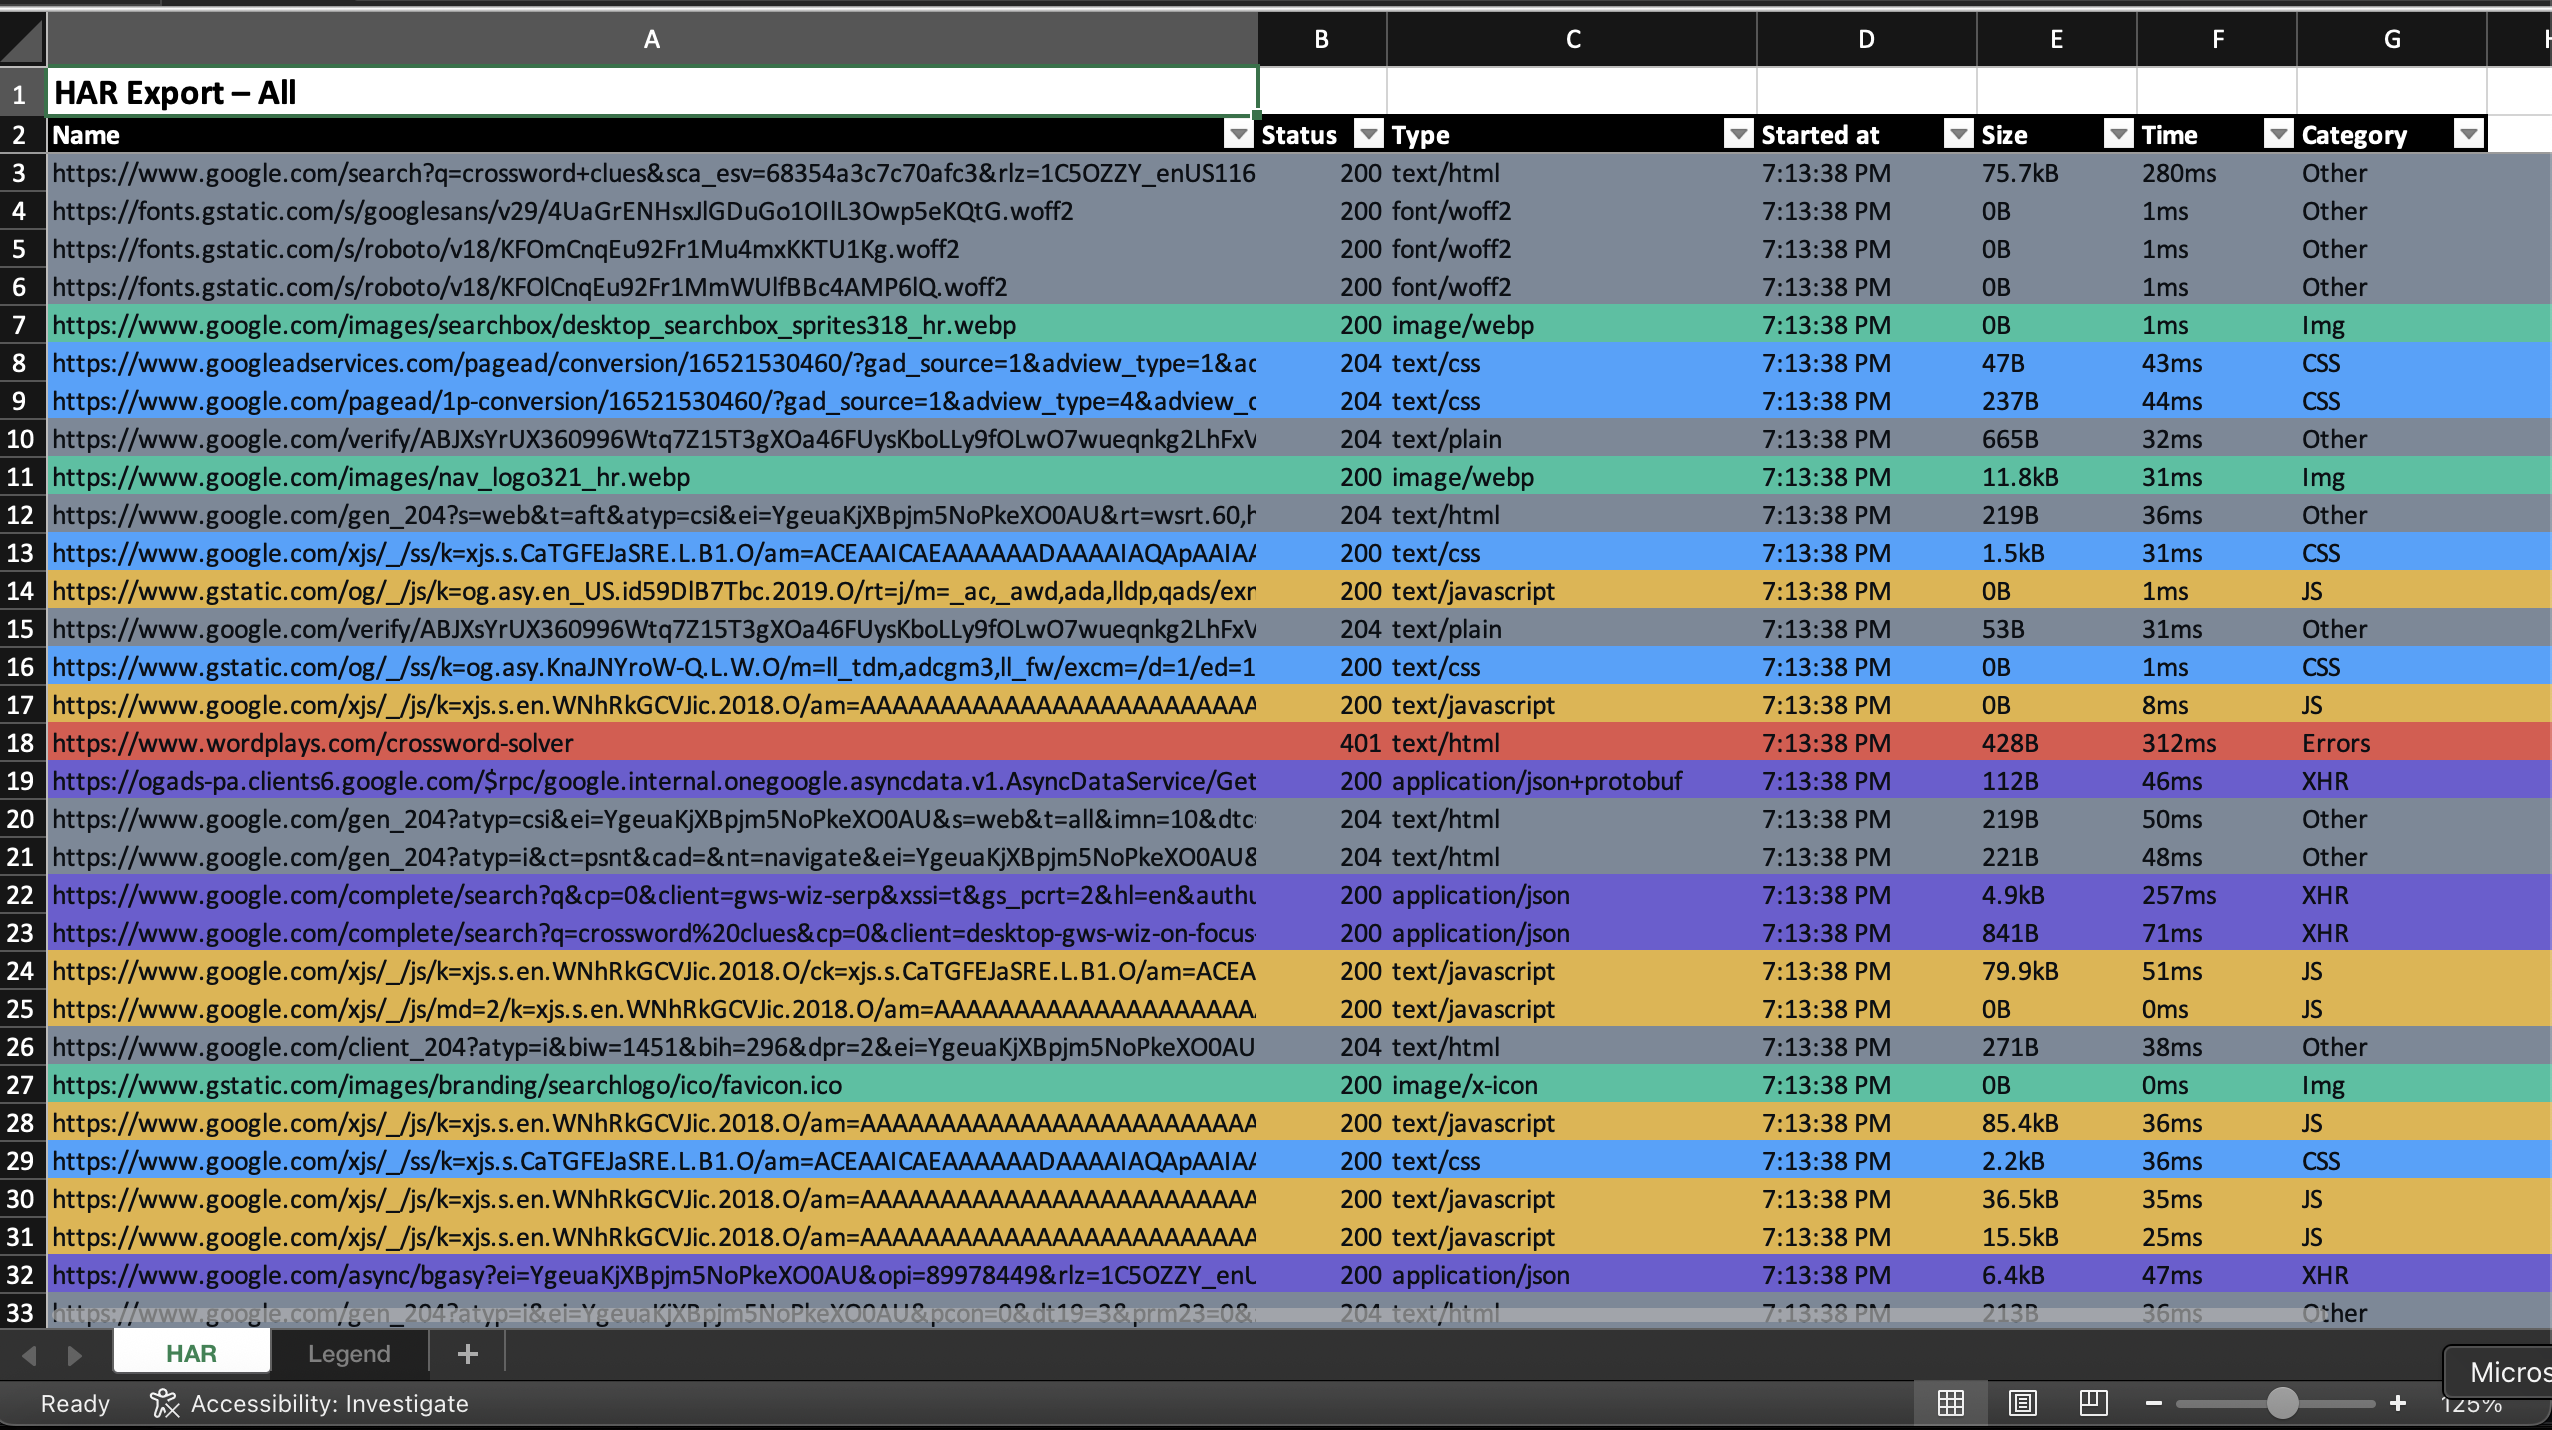 A B C D E F G
1 HAR Export – All
2 Name Status Type Started at Size Time Category
3 https://www.google.com/search?q=crossword+clues&sca_esv=68354a3c7c70afc3&rlz=1C5OZZY_enUS116 200 text/html 7:13:38 PM 75.7kB 280ms Other
4 https://fonts.gstatic.com/s/googlesans/v29/4UaGrENHsxJlGDuGo1OIlL3Owp5eKQtG.woff2 200 font/woff2 7:13:38 PM 0B 1ms Other
5 https://fonts.gstatic.com/s/roboto/v18/KFOmCnqEu92Fr1Mu4mxKKTU1Kg.woff2 200 font/woff2 7:13:38 PM 0B 1ms Other
6 https://fonts.gstatic.com/s/roboto/v18/KFOlCnqEu92Fr1MmWUlfBBc4AMP6lQ.woff2 200 font/woff2 7:13:38 PM 0B 1ms Other
7 https://www.google.com/images/searchbox/desktop_searchbox_sprites318_hr.webp 200 image/webp 7:13:38 PM 0B 1ms Img
8 https://www.googleadservices.com/pagead/conversion/16521530460/?gad_source=1&adview_type=1&ad 204 text/css 7:13:38 PM 47B 43ms CSS
9 https://www.google.com/pagead/1p-conversion/16521530460/?gad_source=1&adview_type=4&adview_c 204 text/css 7:13:38 PM 237B 44ms CSS
10 https://www.google.com/verify/ABJXsYrUX360996Wtq7Z15T3gXOa46FUysKboLLy9fOLwO7wueqnkg2LhFxV 204 text/plain 7:13:38 PM 665B 32ms Other
11 https://www.google.com/images/nav_logo321_hr.webp 200 image/webp 7:13:38 PM 11.8kB 31ms Img
12 https://www.google.com/gen_204?s=web&t=aft&atyp=csi&ei=YgeuaKjXBpjm5NoPkeXO0AU&rt=wsrt.60,h 204 text/html 7:13:38 PM 219B 36ms Other
13 https://www.google.com/xjs/_/ss/k=xjs.s.CaTGFEJaSRE.L.B1.O/am=ACEAAICAEAAAAAADAAAAIAQApAAIAA 200 text/css 7:13:38 PM 1.5kB 31ms CSS
14 https://www.gstatic.com/og/_/js/k=og.asy.en_US.id59DlB7Tbc.2019.O/rt=j/m=_ac,_awd,ada,lldp,qads/exm 200 text/javascript 7:13:38 PM 0B 1ms JS
15 https://www.google.com/verify/ABJXsYrUX360996Wtq7Z15T3gXOa46FUysKboLLy9fOLwO7wueqnkg2LhFxV 204 text/plain 7:13:38 PM 53B 31ms Other
16 https://www.gstatic.com/og/_/ss/k=og.asy.KnaJNYroW-Q.L.W.O/m=ll_tdm,adcgm3,ll_fw/excm=/d=1/ed=1 200 text/css 7:13:38 PM 0B 1ms CSS
17 https://www.google.com/xjs/_/js/k=xjs.s.en.WNhRkGCVJic.2018.O/am=AAAAAAAAAAAAAAAAAAAAAAAAA 200 text/javascript 7:13:38 PM 0B 8ms JS
18 https://www.wordplays.com/crossword-solver 401 text/html 7:13:38 PM 428B 312ms Errors
19 https://ogads-pa.clients6.google.com/$rpc/google.internal.onegoogle.asyncdata.v1.AsyncDataService/Get 200 application/json+protobuf 7:13:38 PM 112B 46ms XHR
20 https://www.google.com/gen_204?atyp=csi&ei=YgeuaKjXBpjm5NoPkeXO0AU&s=web&t=all&imn=10&dtc 204 text/html 7:13:38 PM 219B 50ms Other
21 https://www.google.com/gen_204?atyp=i&ct=psnt&cad=&nt=navigate&ei=YgeuaKjXBpjm5NoPkeXO0AU& 204 text/html 7:13:38 PM 221B 48ms Other
22 https://www.google.com/complete/search?q&cp=0&client=gws-wiz-serp&xssi=t&gs_pcrt=2&hl=en&authu 200 application/json 7:13:38 PM 4.9kB 257ms XHR
23 https://www.google.com/complete/search?q=crossword%20clues&cp=0&client=desktop-gws-wiz-on-focus- 200 application/json 7:13:38 PM 841B 71ms XHR
24 https://www.google.com/xjs/_/js/k=xjs.s.en.WNhRkGCVJic.2018.O/ck=xjs.s.CaTGFEJaSRE.L.B1.O/am=ACEA 200 text/javascript 7:13:38 PM 79.9kB 51ms JS
25 https://www.google.com/xjs/_/js/md=2/k=xjs.s.en.WNhRkGCVJic.2018.O/am=AAAAAAAAAAAAAAAAAAAA 200 text/javascript 7:13:38 PM 0B 0ms JS
26 https://www.google.com/client_204?atyp=i&biw=1451&bih=296&dpr=2&ei=YgeuaKjXBpjm5NoPkeXO0AU 204 text/html 7:13:38 PM 271B 38ms Other
27 https://www.gstatic.com/images/branding/searchlogo/ico/favicon.ico 200 image/x-icon 7:13:38 PM 0B 0ms Img
28 https://www.google.com/xjs/_/js/k=xjs.s.en.WNhRkGCVJic.2018.O/am=AAAAAAAAAAAAAAAAAAAAAAAAA 200 text/javascript 7:13:38 PM 85.4kB 36ms JS
29 https://www.google.com/xjs/_/ss/k=xjs.s.CaTGFEJaSRE.L.B1.O/am=ACEAAICAEAAAAAADAAAAIAQApAAIAA 200 text/css 7:13:38 PM 2.2kB 36ms CSS
30 https://www.google.com/xjs/_/js/k=xjs.s.en.WNhRkGCVJic.2018.O/am=AAAAAAAAAAAAAAAAAAAAAAAAA 200 text/javascript 7:13:38 PM 36.5kB 35ms JS
31 https://www.google.com/xjs/_/js/k=xjs.s.en.WNhRkGCVJic.2018.O/am=AAAAAAAAAAAAAAAAAAAAAAAAA 200 text/javascript 7:13:38 PM 15.5kB 25ms JS
32 https://www.google.com/async/bgasy?ei=YgeuaKjXBpjm5NoPkeXO0AU&opi=89978449&rlz=1C5OZZY_enU 200 application/json 7:13:38 PM 6.4kB 47ms XHR
33 https://www.google.com/gen_204?atyp=i&ei=YgeuaKjXBpjm5NoPkeXO0AU&pcon=0&dt19=3&prm23=0& 204 text/html 7:13:38 PM 213B 36ms Other
HAR Legend +
Micros
Ready Accessibility: Investigate 125%